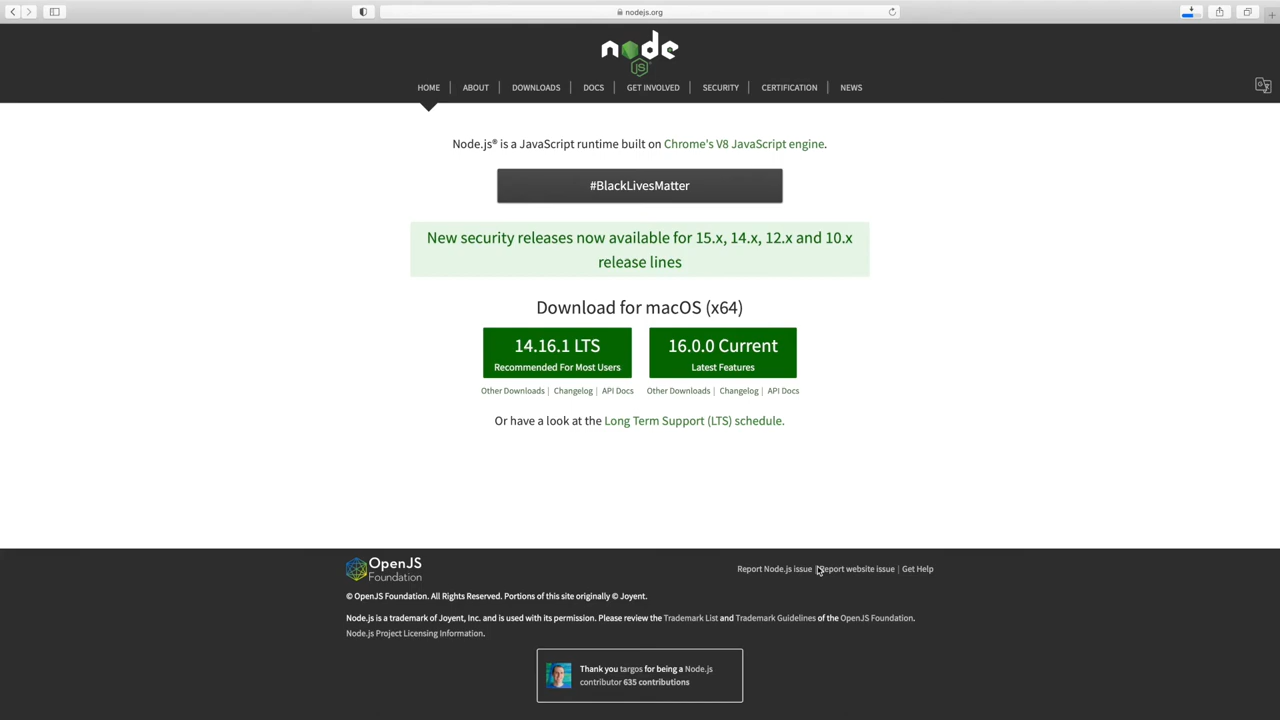 nodejs.org
node
JS
HOME | ABOUT | DOWNLOADS | DOCS | GET INVOLVED | SECURITY | CERTIFICATION | NEWS
Node.js® is a JavaScript runtime built on Chrome's V8 JavaScript engine.
#BlackLivesMatter
New security releases now available for 15.x, 14.x, 12.x and 10.x
release lines
Download for macOS (x64)
14.16.1 LTS
Recommended For Most Users
16.0.0 Current
Latest Features
Other Downloads | Changelog | API Docs
Other Downloads | Changelog | API Docs
Or have a look at the Long Term Support (LTS) schedule.
OpenJS
Foundation
Report Node.js issue | Report website issue | Get Help
© OpenJS Foundation. All Rights Reserved. Portions of this site originally © Joyent.
Node.js is a trademark of Joyent, Inc. and is used with its permission. Please review the Trademark List and Trademark Guidelines of the OpenJS Foundation.
Node.js Project Licensing Information.
Thank you targos for being a Node.js
contributor 635 contributions